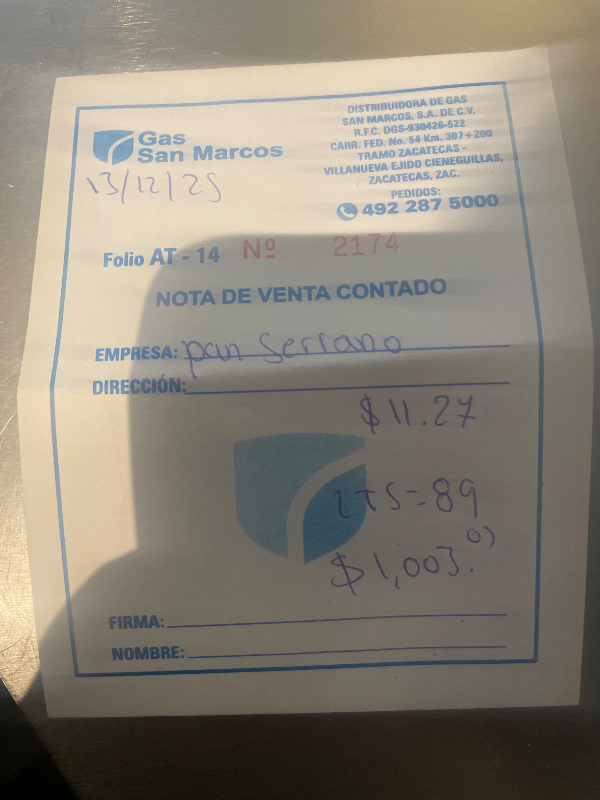 Gas
San Marcos
DISTRIBUIDORA DE GAS
SAN MARCOS, S.A. DE C.V.
R.F.C. DGS-930426-522
CARR. FED. No. 54 Km. 307+200
TRAMO ZACATECAS -
VILLANUEVA EJIDO CIENEGUILLAS,
ZACATECAS, ZAC.
PEDIDOS:
492 287 5000
13/12/25
Folio AT - 14 Nº 2174
NOTA DE VENTA CONTADO
EMPRESA: pan Serrano
DIRECCIÓN:
$11.27
LTS=89
$1,003.
FIRMA:
NOMBRE: